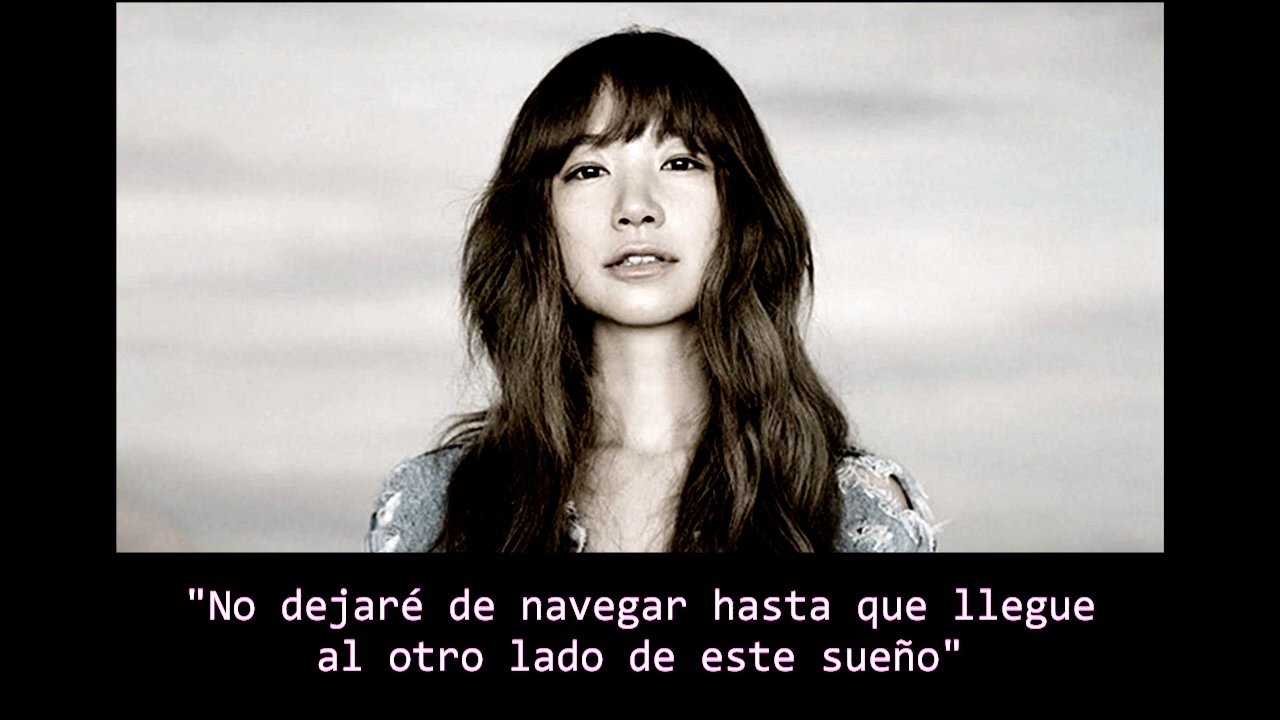 "No dejaré de navegar hasta que llegue
al otro lado de este sueño"